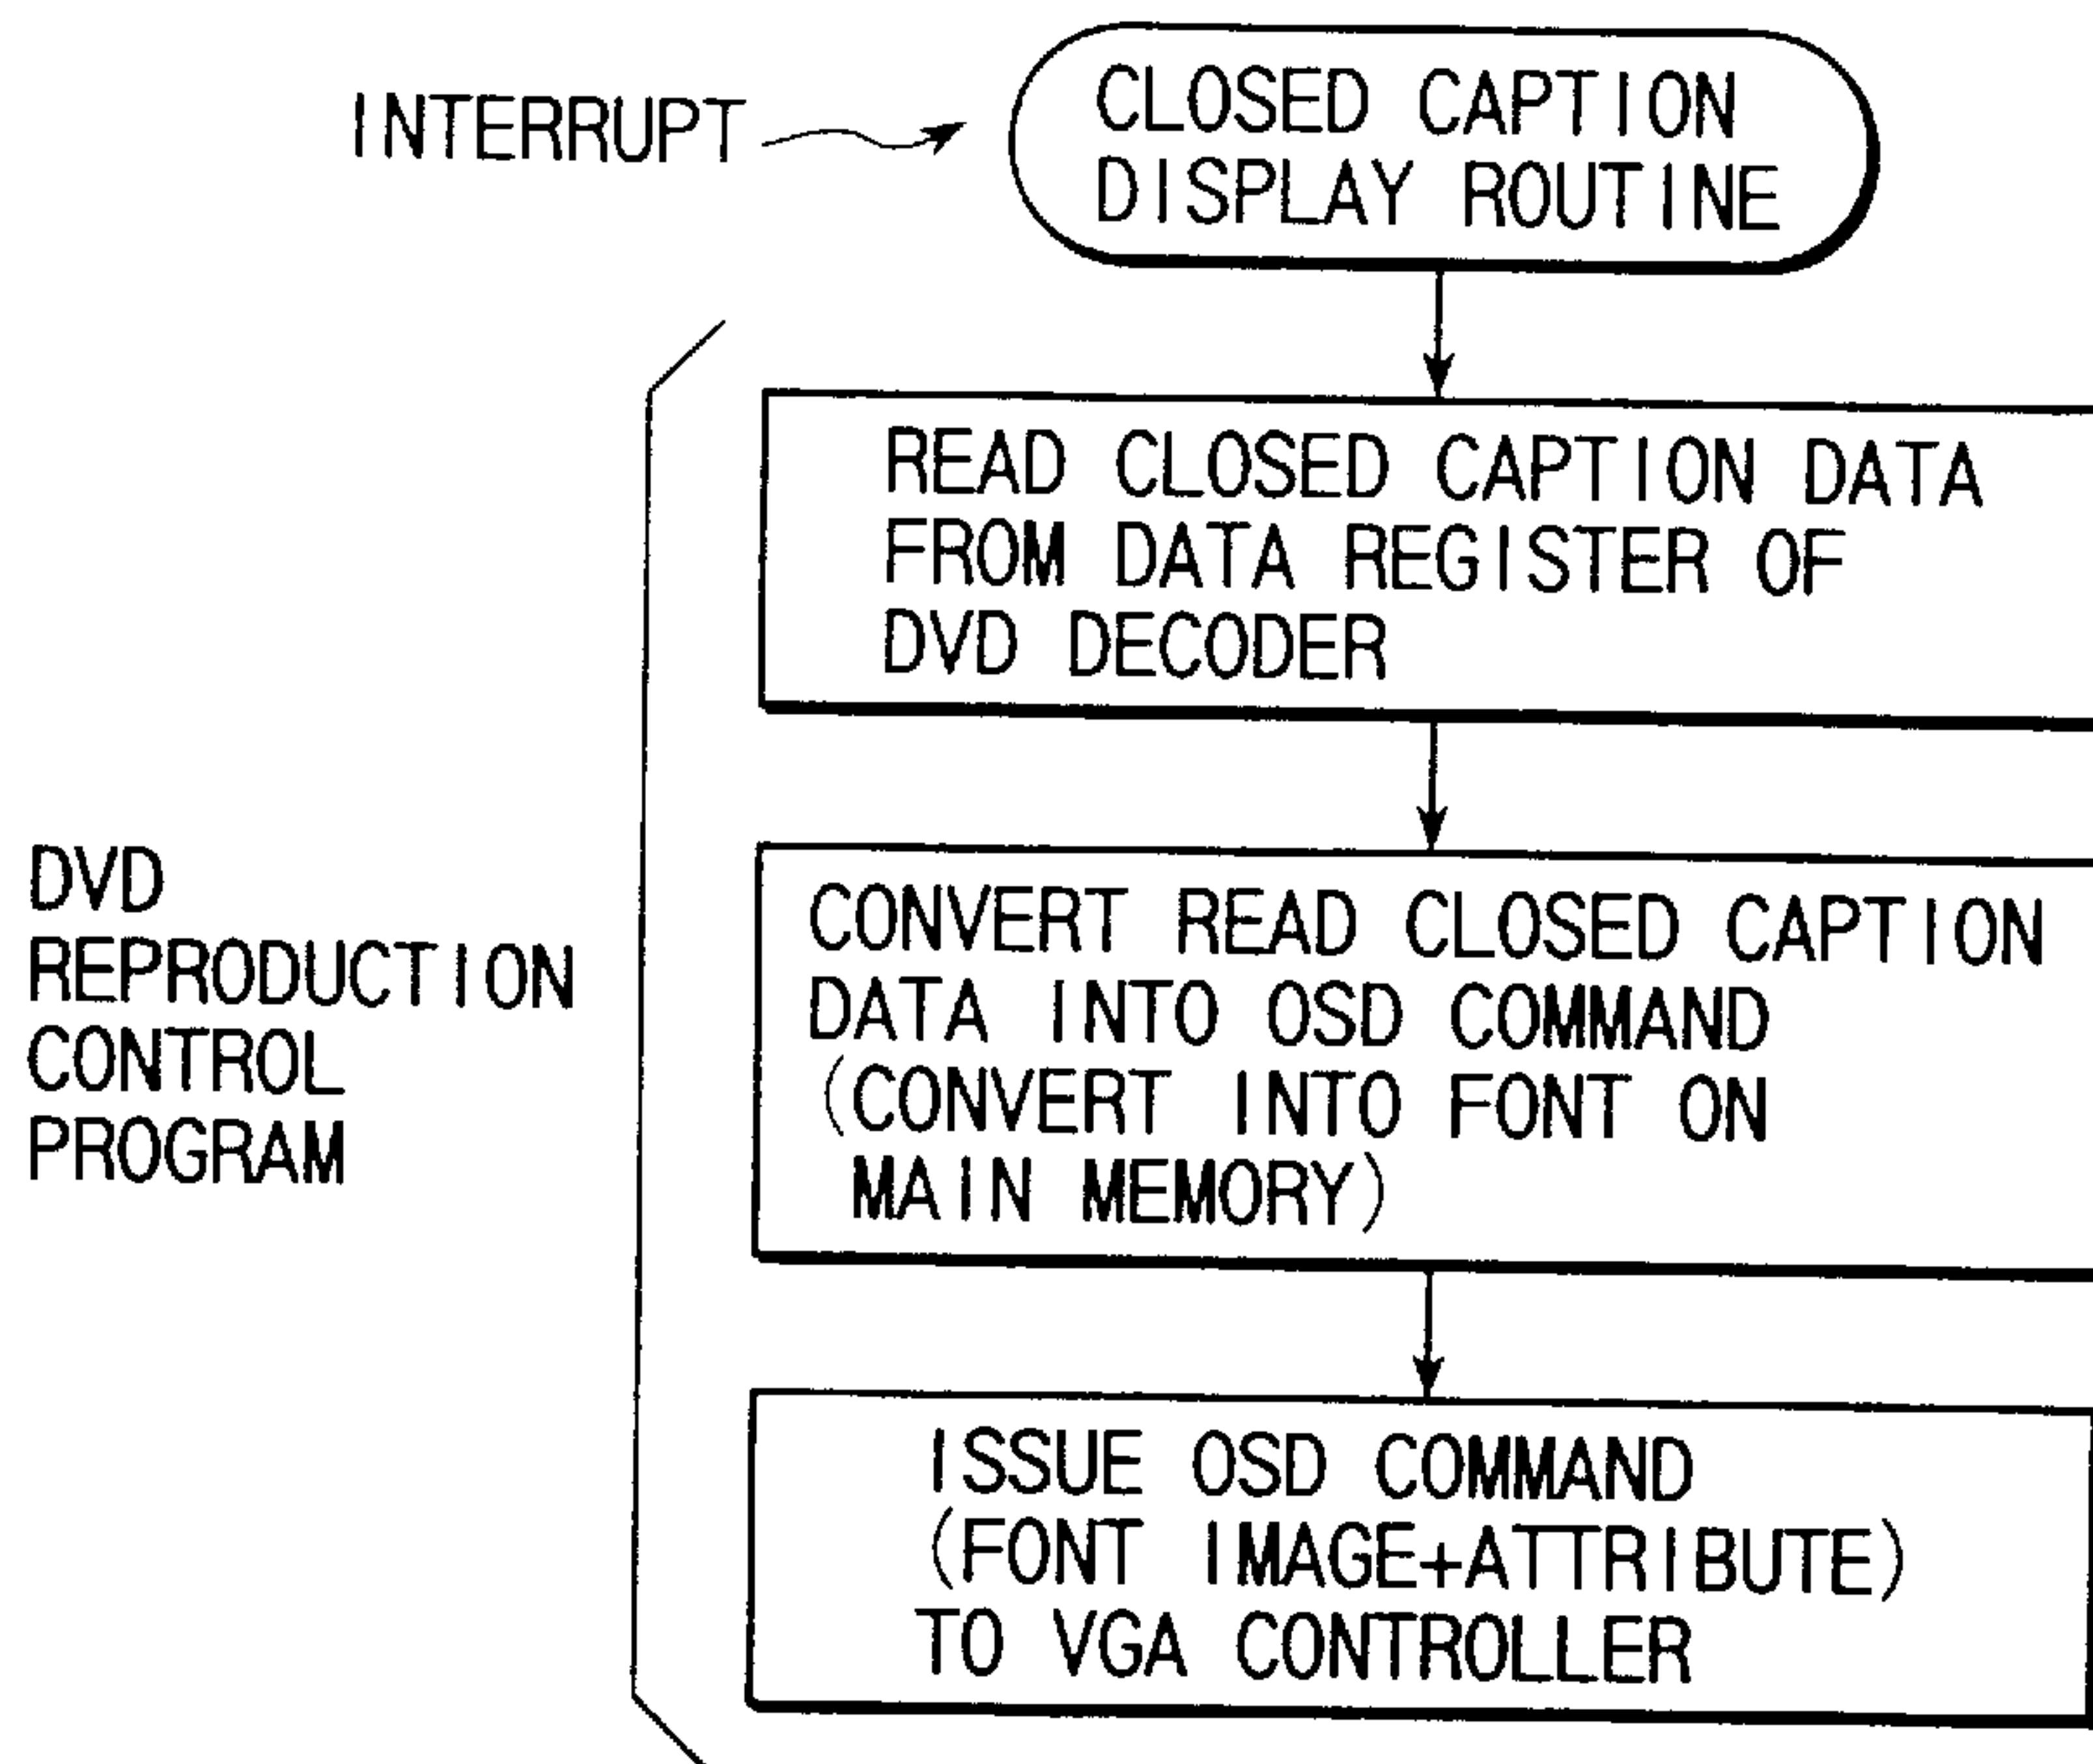 INTERRUPT
CLOSED CAPTION
DISPLAY ROUTINE
READ CLOSED CAPTION DATA
FROM DATA REGISTER OF
DVD DECODER
DVD
REPRODUCTION
CONTROL
PROGRAM
CONVERT READ CLOSED CAPTION
DATA INTO OSD COMMAND
(CONVERT INTO FONT ON
MAIN MEMORY)
ISSUE OSD COMMAND
(FONT IMAGE+ATTRIBUTE)
TO VGA CONTROLLER